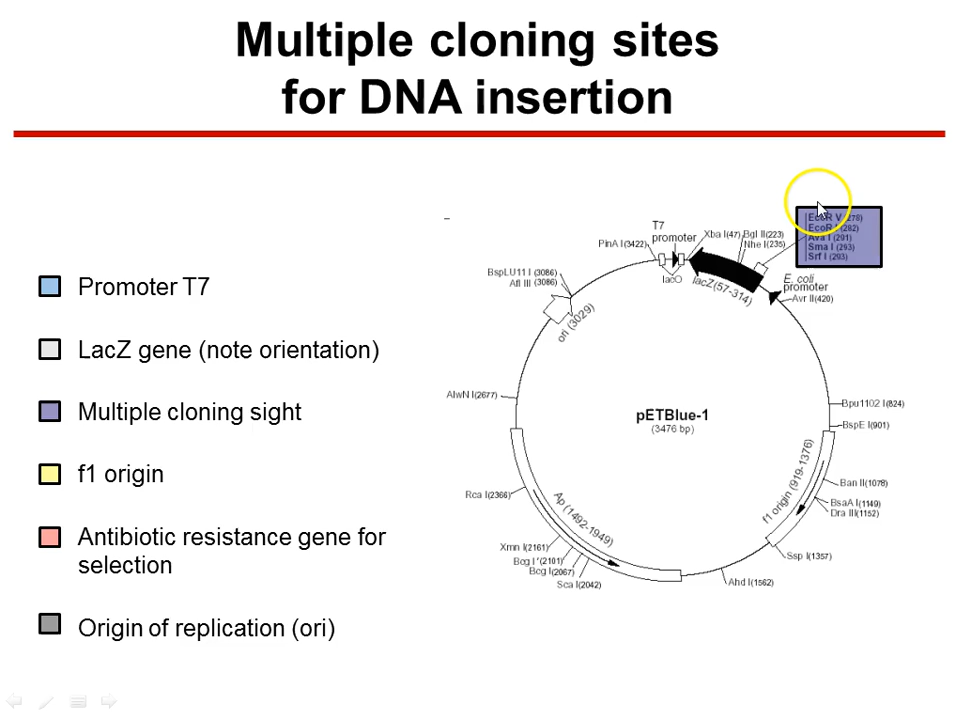 Multiple cloning sites
for DNA insertion
Promoter T7
LacZ gene (note orientation)
Multiple cloning sight
f1 origin
Antibiotic resistance gene for
selection
Origin of replication (ori)
T7
promoter
PinA I(3422)
Xba I(47)
Bgl II(223)
Nhe I(235)
EcoR V(278)
EcoR I(282)
Ava I(291)
Sma I(293)
Srf I(293)
lacO
lacZ(57-314)
E. coli
promoter
Avr II(420)
BspLU11 I(3086)
Afl III(3086)
ori (3029)
AlwN I(2677)
pETBlue-1
(3476 bp)
Bpu1102 I(824)
BspE I(901)
f1 origin (919-1376)
Ban II(1078)
BsaA I(1149)
Dra III(1152)
Ssp I(1357)
Ahd I(1562)
Ap (1492-1949)
Rca I(2366)
Xmn I(2161)
Bcg I'(2101)
Bcg I(2067)
Sca I(2042)